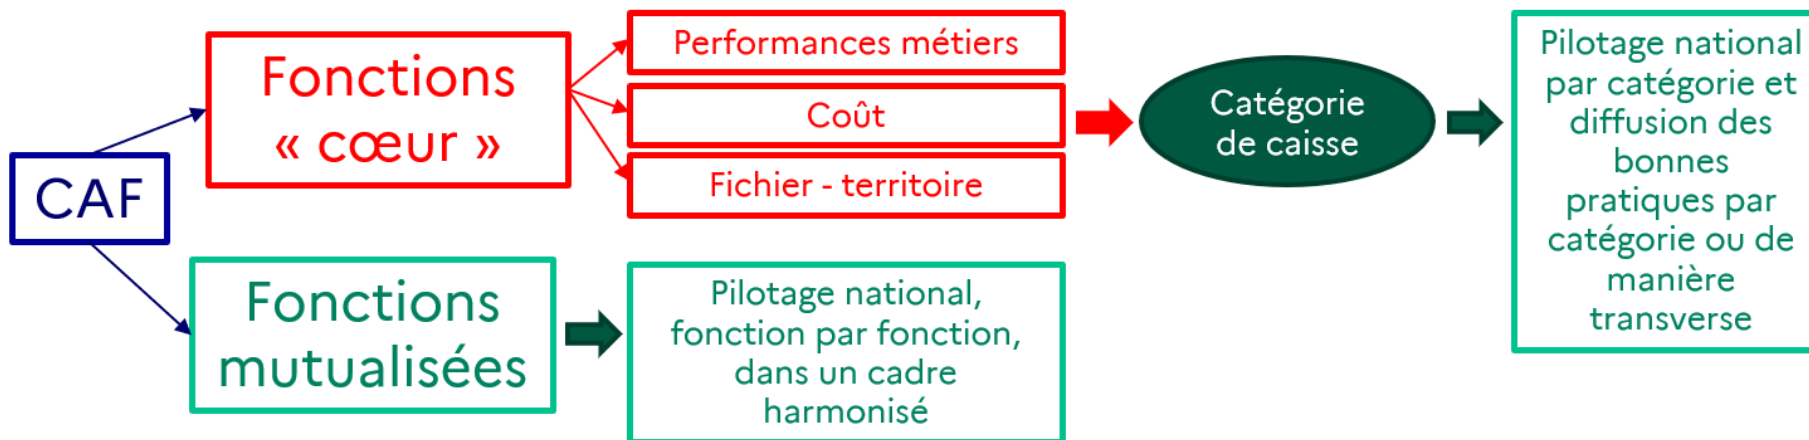 CAF
Fonctions
« cœur »
Performances métiers
Coût
Fichier - territoire
Catégorie
de caisse
Pilotage national
par catégorie et
diffusion des
bonnes
pratiques par
catégorie ou de
manière
transverse
Fonctions
mutualisées
Pilotage national,
fonction par fonction,
dans un cadre
harmonisé